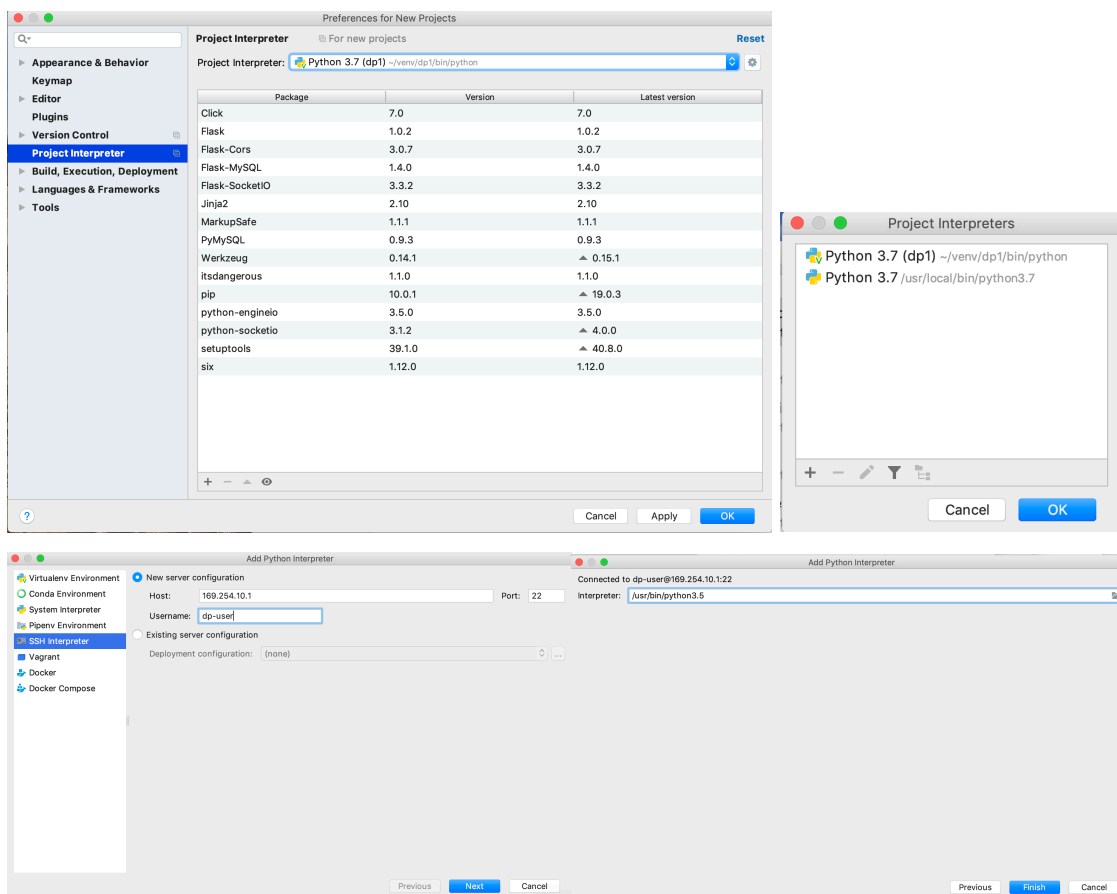 Preferences for New Projects
Project Interpreter For new projects Reset
Project Interpreter: Python 3.7 (dp1) ~/venv/dp1/bin/python
Appearance & Behavior
Keymap
Editor
Plugins
Version Control
Project Interpreter
Build, Execution, Deployment
Languages & Frameworks
Tools
Package Version Latest version
Click 7.0 7.0
Flask 1.0.2 1.0.2
Flask-Cors 3.0.7 3.0.7
Flask-MySQL 1.4.0 1.4.0
Flask-SocketIO 3.3.2 3.3.2
Jinja2 2.10 2.10
MarkupSafe 1.1.1 1.1.1
PyMySQL 0.9.3 0.9.3
Werkzeug 0.14.1 0.15.1
itsdangerous 1.1.0 1.1.0
pip 10.0.1 19.0.3
python-engineio 3.5.0 3.5.0
python-socketio 3.1.2 4.0.0
setuptools 39.1.0 40.8.0
six 1.12.0 1.12.0
? Cancel Apply OK
Project Interpreters
Python 3.7 (dp1) ~/venv/dp1/bin/python
Python 3.7 /usr/local/bin/python3.7
Cancel OK
Add Python Interpreter
Virtualenv Environment
Conda Environment
System Interpreter
Pipenv Environment
SSH Interpreter
Vagrant
Docker
Docker Compose
New server configuration
Host: 169.254.10.1 Port: 22
Username: dp-user
Existing server configuration
Deployment configuration: (none) ...
Previous Next Cancel
Add Python Interpreter
Connected to dp-user@169.254.10.1:22
Interpreter: /usr/bin/python3.5
Previous Finish Cancel